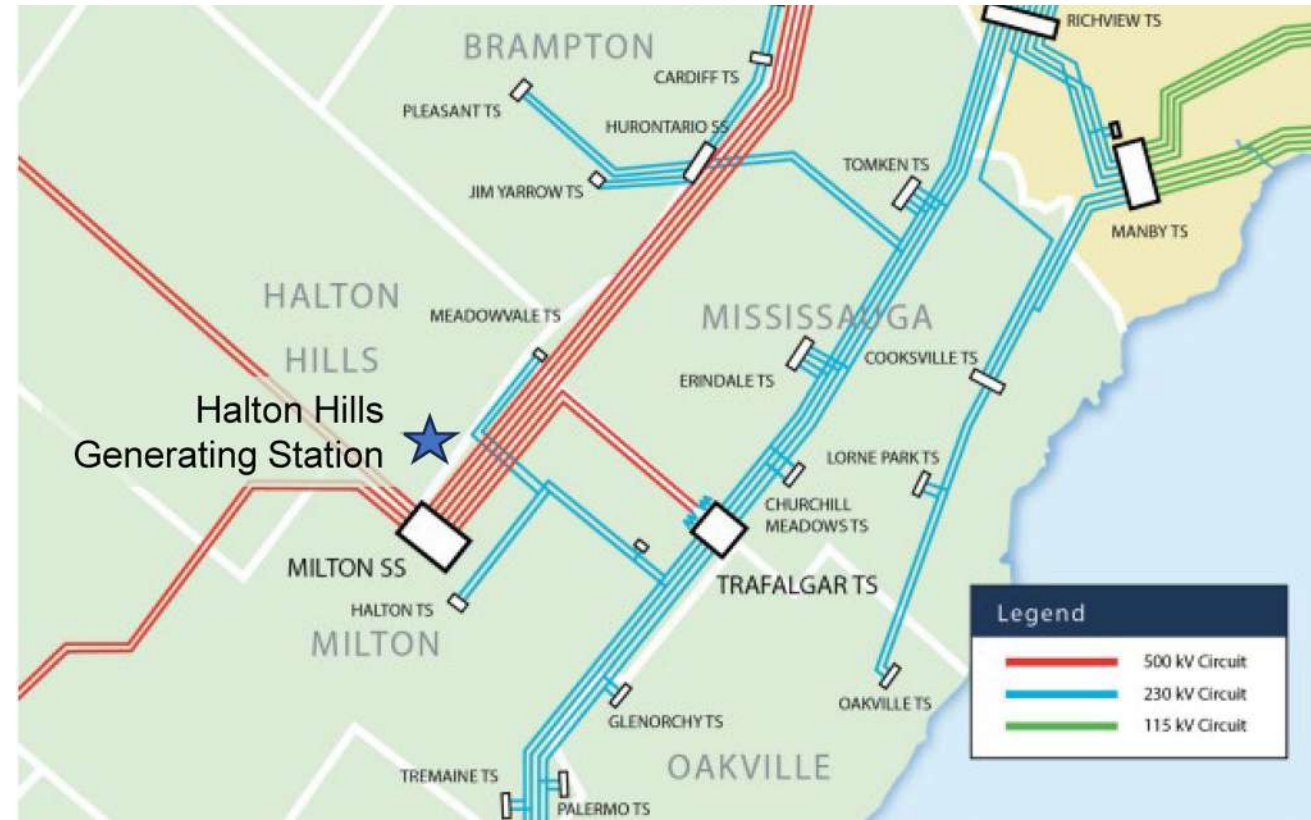 RICHVIEW TS
BRAMPTON
CARDIFF TS
PLEASANT TS
HURONTARIO SS
TOMKEN TS
JIM YARROW TS
MANBY TS
HALTON
HILLS
MEADOWVALE TS
MISSISSAUGA
COOKSVILLE TS
ERINDALE TS
Halton Hills
Generating Station
LORNE PARK TS
CHURCHILL
MEADOWS TS
MILTON SS
TRAFALGAR TS
HALTON TS
MILTON
Legend
500 kV Circuit
230 kV Circuit
115 kV Circuit
OAKVILLE TS
GLENORCHY TS
OAKVILLE
TREMAINE TS
PALERMO TS